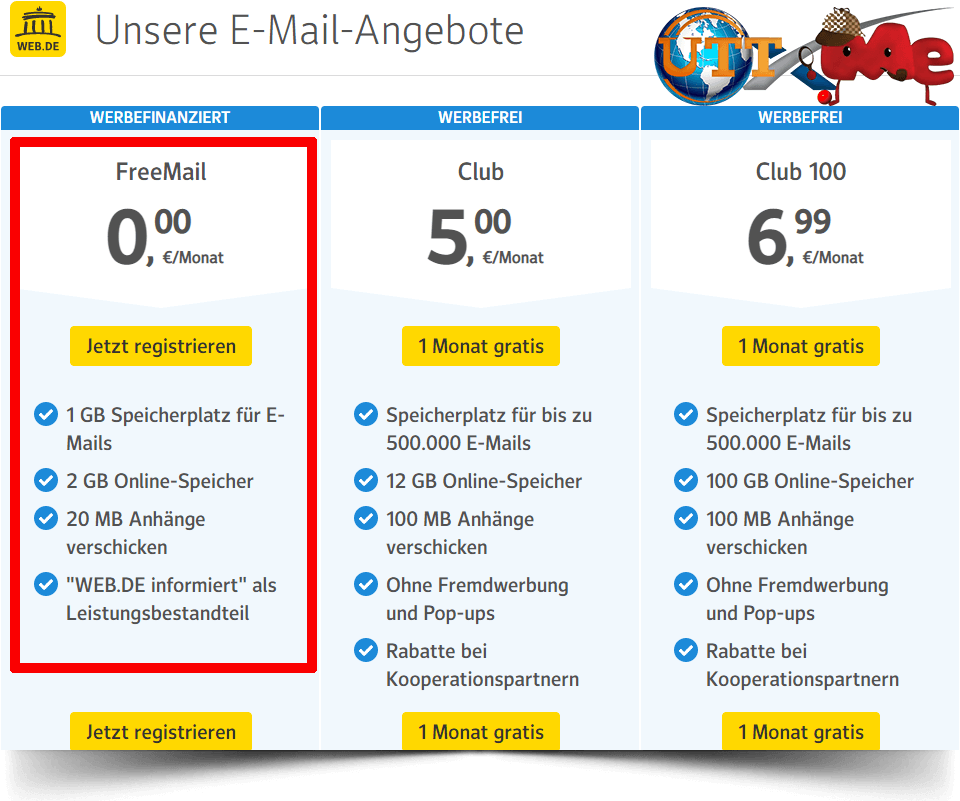 WEB.DE
Unsere E-Mail-Angebote
UTT
Me
WERBEFINANZIERT
FreeMail
0,00 €/Monat
Jetzt registrieren
1 GB Speicherplatz für E-
Mails
2 GB Online-Speicher
20 MB Anhänge
verschicken
"WEB.DE informiert" als
Leistungsbestandteil
Jetzt registrieren
WERBEFREI
Club
5,00 €/Monat
1 Monat gratis
Speicherplatz für bis zu
500.000 E-Mails
12 GB Online-Speicher
100 MB Anhänge
verschicken
Ohne Fremdwerbung
und Pop-ups
Rabatte bei
Kooperationspartnern
1 Monat gratis
WERBEFREI
Club 100
6,99 €/Monat
1 Monat gratis
Speicherplatz für bis zu
500.000 E-Mails
100 GB Online-Speicher
100 MB Anhänge
verschicken
Ohne Fremdwerbung
und Pop-ups
Rabatte bei
Kooperationspartnern
1 Monat gratis